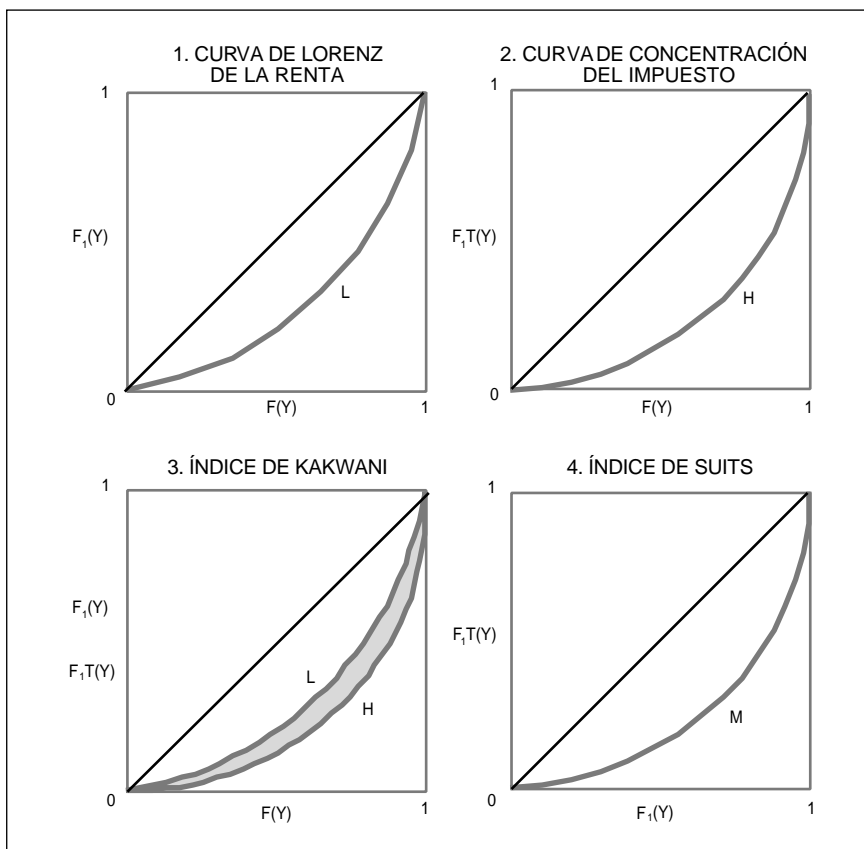 1. CURVA DE LORENZ
DE LA RENTA
1
F₁(Y)
L
0
F(Y)
1
2. CURVA DE CONCENTRACIÓN
DEL IMPUESTO
1
F₁T(Y)
H
0
F(Y)
1
3. ÍNDICE DE KAKWANI
1
F₁(Y)
F₁T(Y)
L
H
0
F(Y)
1
4. ÍNDICE DE SUITS
1
F₁T(Y)
M
0
F₁(Y)
1